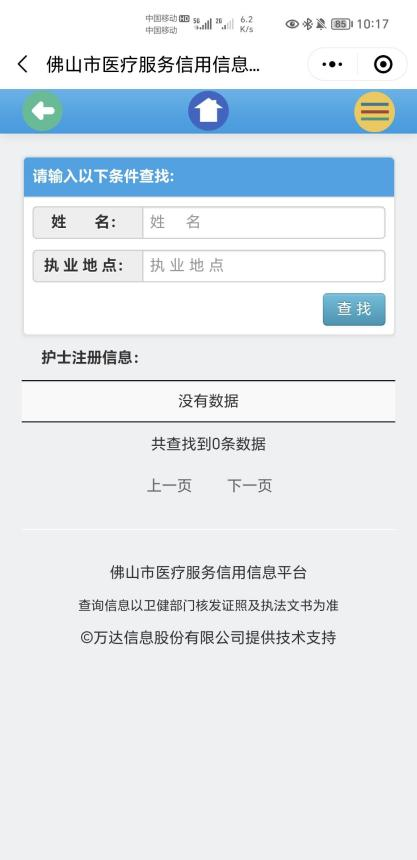 中国移动 HD 5G 2G 6.2 85 10:17
中国移动 K/s
佛山市医疗服务信用信息...
请输入以下条件查找:
姓 名: 姓 名
执业地点: 执业地点
查找
护士注册信息:
没有数据
共查找到0条数据
上一页 下一页
佛山市医疗服务信用信息平台
查询信息以卫健部门核发证照及执法文书为准
©万达信息股份有限公司提供技术支持